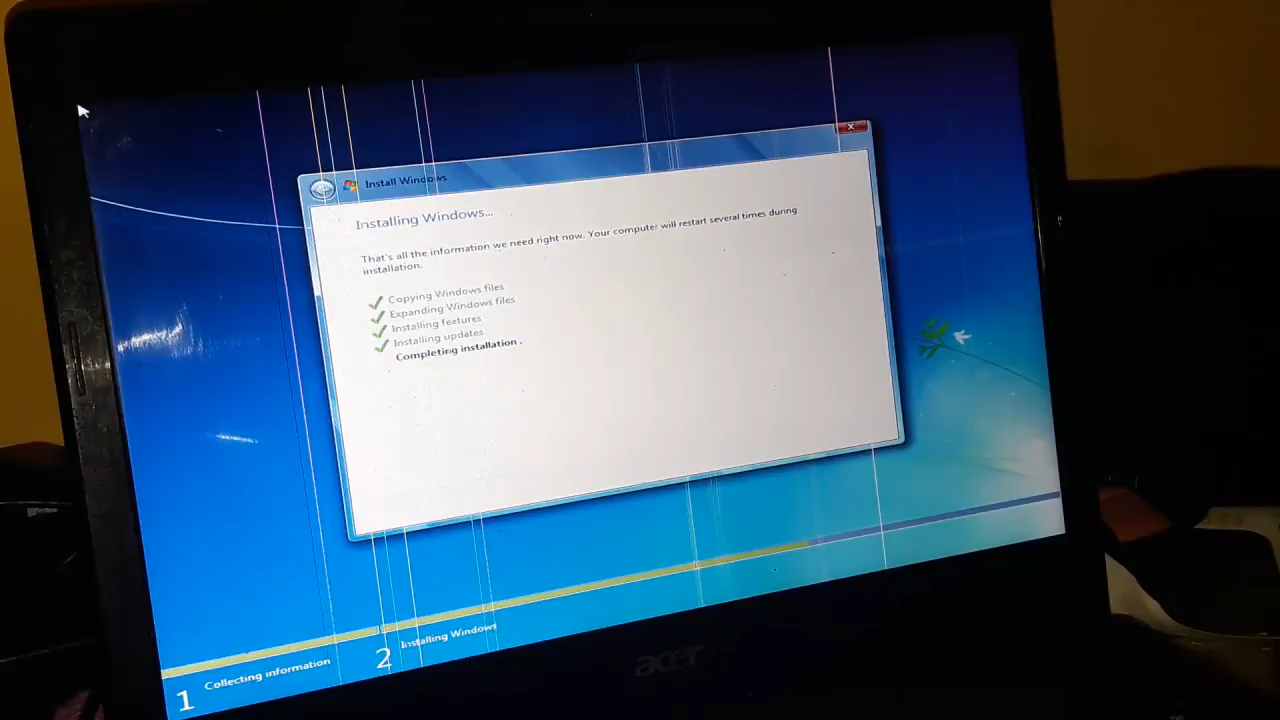 Install Windows
Installing Windows...
That's all the information we need right now. Your computer will restart several times during
installation.
Copying Windows files
Expanding Windows files
Installing features
Installing updates
Completing installation .
1 Collecting information
2 Installing Windows
acer